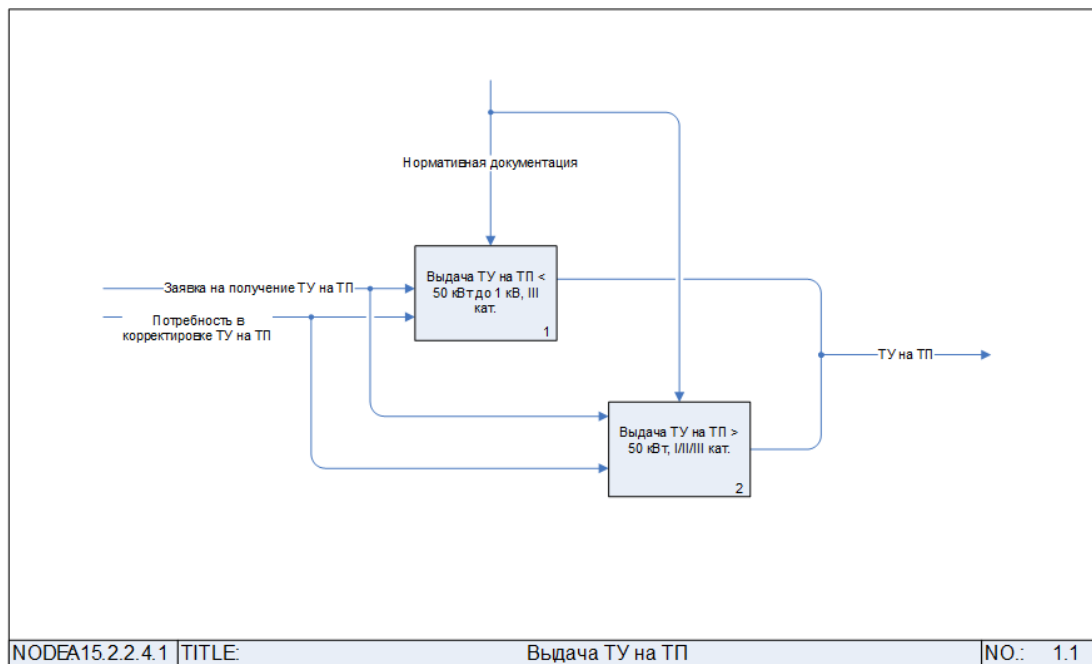 Нормативная документация
Выдача ТУ на ТП <
50 кВт до 1 кВ, III
кат.
1
Заявка на получение ТУ на ТП
Потребность в
корректировке ТУ на ТП
ТУ на ТП
Выдача ТУ на ТП >
50 кВт, I/II/III кат.
2
NODEA15.2.2.4.1 TITLE: Выдача ТУ на ТП NO.: 1.1